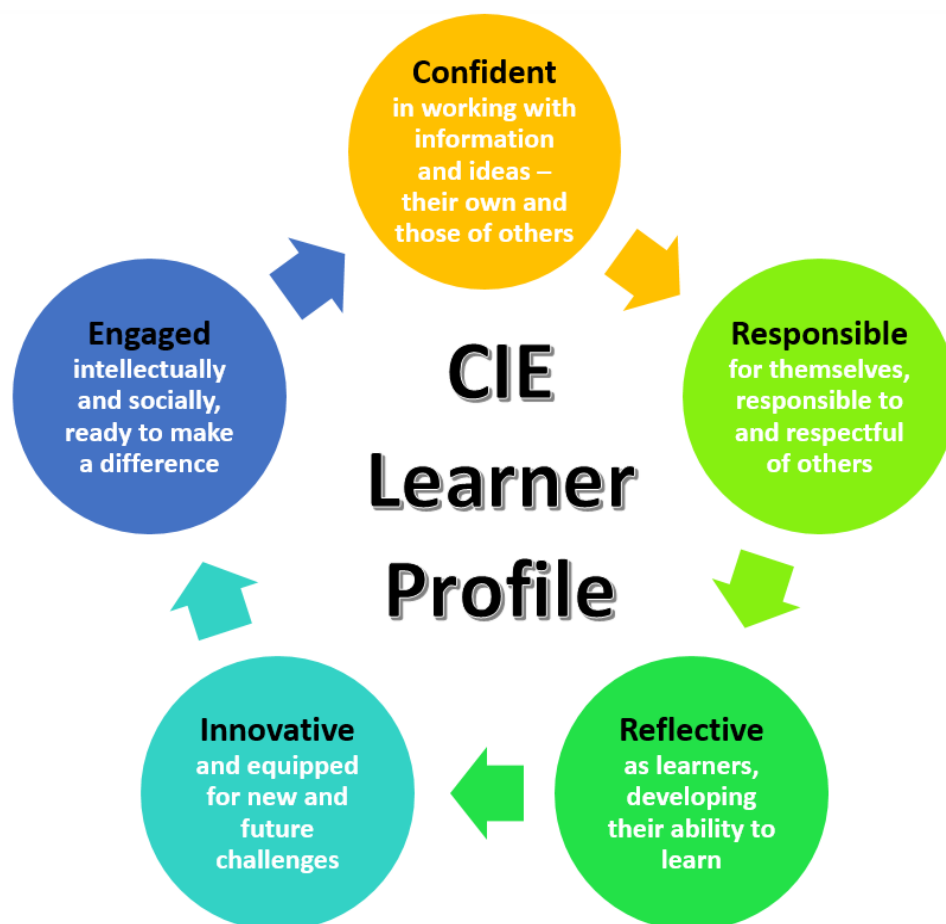 Confident
in working with
information
and ideas –
their own and
those of others
Engaged
intellectually
and socially,
ready to make
a difference
CIE
Learner
Profile
Responsible
for themselves,
responsible to
and respectful
of others
Innovative
and equipped
for new and
future
challenges
Reflective
as learners,
developing
their ability to
learn